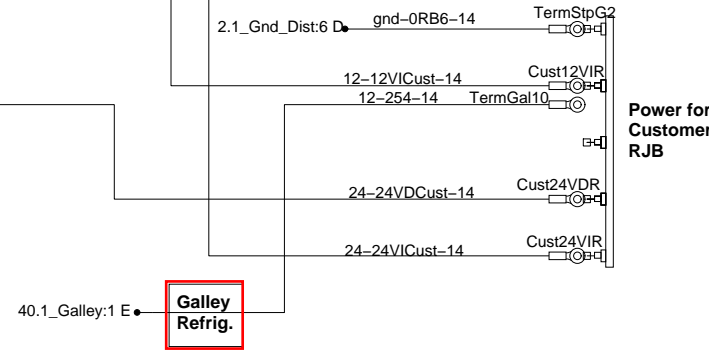 TermStpG2
2.1_Gnd_Dist:6 D
gnd–0RB6–14
Cust12VIR
12–12VICust–14
12–254–14
TermGal10
Power for
Customer
RJB
Cust24VDR
24–24VDCust–14
Cust24VIR
24–24VICust–14
40.1_Galley:1 E
Galley
Refrig.